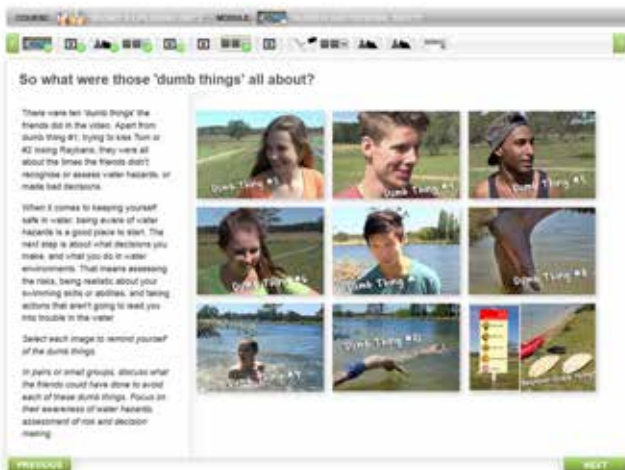 COURSE:
MODULE:
So what were those 'dumb things' all about?
There were ten 'dumb things' the
friends did in the video. Apart from
dumb thing #1, trying to kiss Tom or
#2 losing Raybans, they were all
about the times the friends didn't
recognise or assess water hazards, or
made bad decisions.
When it comes to keeping yourself
safe in water, being aware of water
hazards is a good place to start. The
next step is about what decisions you
make, and what you do in water
environments. That means assessing
the risks, being realistic about your
swimming skills or abilities, and taking
actions that aren't going to lead you
into trouble in the water.
Select each image to remind yourself
of the dumb things.
In pairs or small groups, discuss what
the friends could have done to avoid
each of these dumb things. Focus on
their awareness of water hazards,
assessment of risk and decision
making.
Dumb Thing #3
Dumb Thing
Dumb Thing
Dumb Thing #6
Dumb Thing
Dumb Thing #8
Dumb Thing #9
Dumb Thing #10
PREVIOUS
NEXT